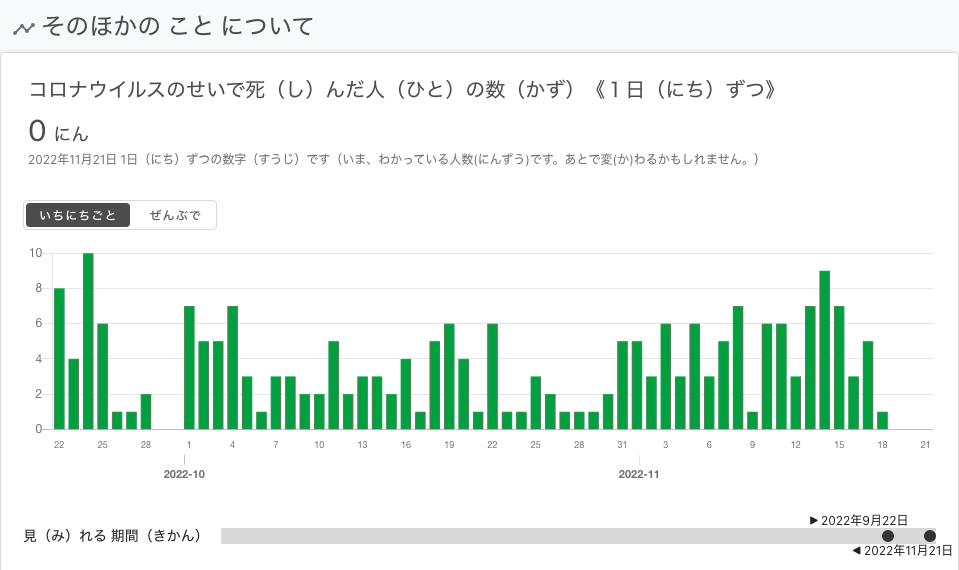 そのほかの こと について
コロナウイルスのせいで死（し）んだ人（ひと）の数（かず）《１日（にち）ずつ》
0 にん
2022年11月21日 1日（にち）ずつの数字（すうじ）です（いま、わかっている人数(にんずう)です。あとで変(か)わるかもしれません。）
いちにちごと ぜんぶで
10
8
6
4
2
0
22 25 28 1 4 7 10 13 16 19 22 25 28 31 3 6 9 12 15 18 21
2022-10 2022-11
▶ 2022年9月22日
見（み）れる 期間（きかん）
◀ 2022年11月21日